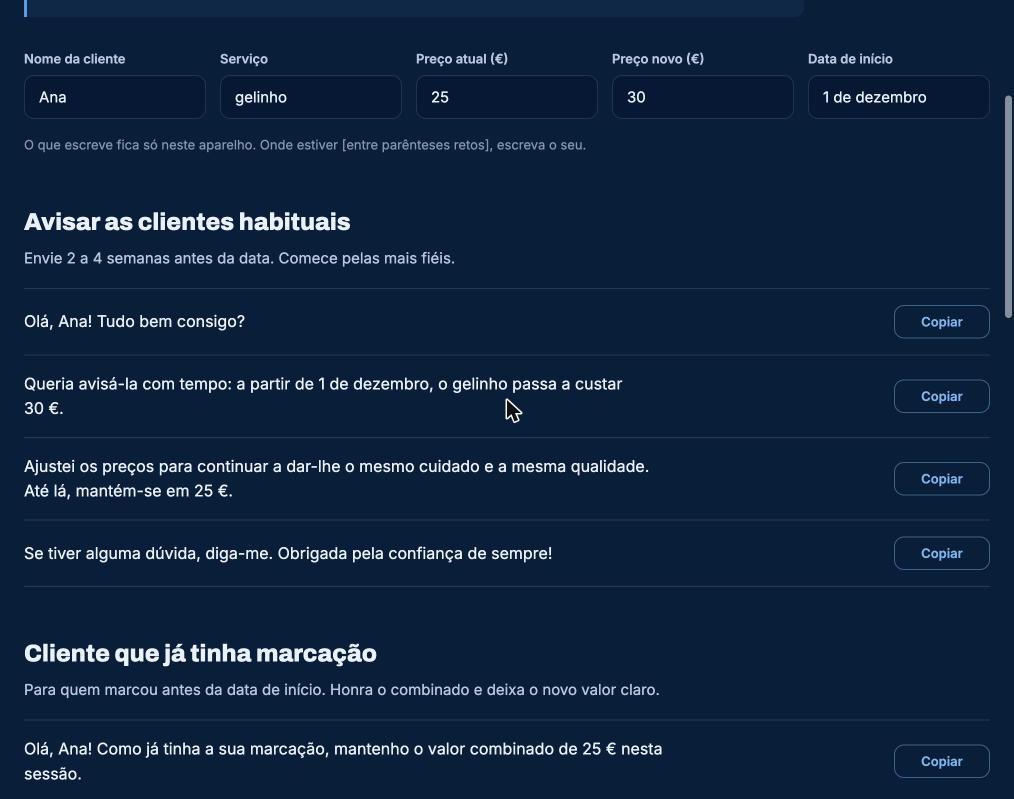 Nome da cliente
Serviço
Preço atual (€)
Preço novo (€)
Data de início
Ana
gelinho
25
30
1 de dezembro
O que escreve fica só neste aparelho. Onde estiver [entre parênteses retos], escreva o seu.
Avisar as clientes habituais
Envie 2 a 4 semanas antes da data. Comece pelas mais fiéis.
Olá, Ana! Tudo bem consigo?
Copiar
Queria avisá-la com tempo: a partir de 1 de dezembro, o gelinho passa a custar
30 €.
Copiar
Ajustei os preços para continuar a dar-lhe o mesmo cuidado e a mesma qualidade.
Até lá, mantém-se em 25 €.
Copiar
Se tiver alguma dúvida, diga-me. Obrigada pela confiança de sempre!
Copiar
Cliente que já tinha marcação
Para quem marcou antes da data de início. Honra o combinado e deixa o novo valor claro.
Olá, Ana! Como já tinha a sua marcação, mantenho o valor combinado de 25 € nesta
sessão.
Copiar